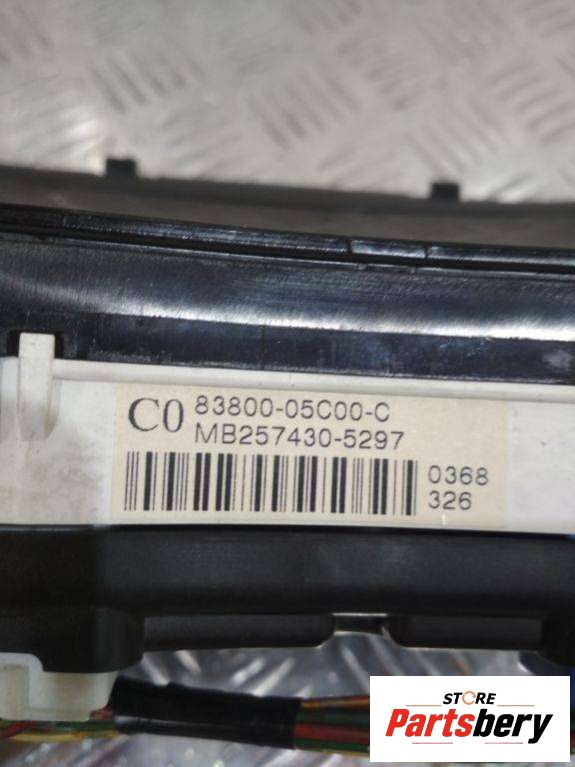 C0 83800-05C00-C
MB257430-5297
0368
326
STORE
Partsbery